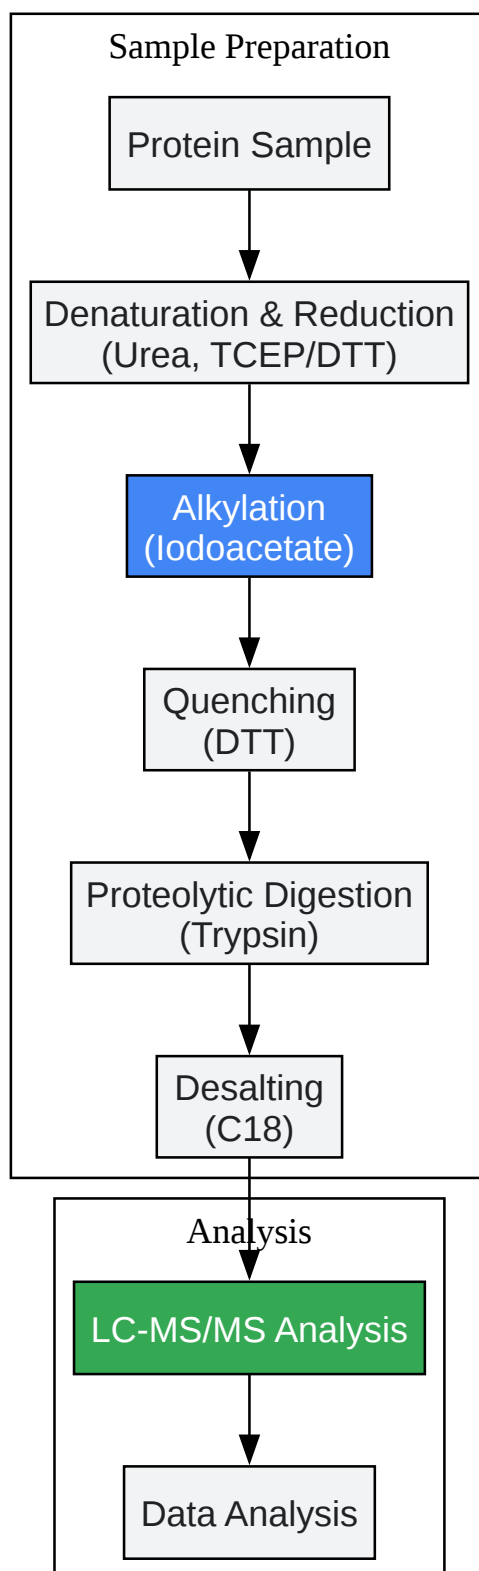 Sample Preparation
Protein Sample
Denaturation & Reduction
(Urea, TCEP/DTT)
Alkylation
(Iodoacetate)
Quenching
(DTT)
Proteolytic Digestion
(Trypsin)
Desalting
(C18)
Analysis
LC-MS/MS Analysis
Data Analysis